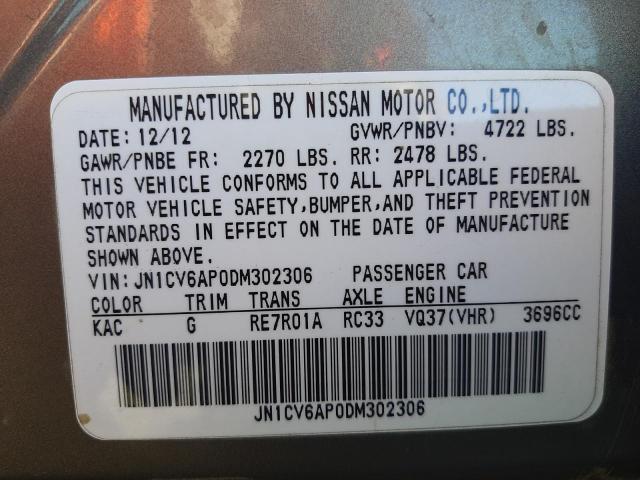 MANUFACTURED BY NISSAN MOTOR CO.,LTD.
DATE: 12/12 GVWR/PNBV: 4722 LBS.
GAWR/PNBE FR: 2270 LBS. RR: 2478 LBS.
THIS VEHICLE CONFORMS TO ALL APPLICABLE FEDERAL
MOTOR VEHICLE SAFETY,BUMPER,AND THEFT PREVENTION
STANDARDS IN EFFECT ON THE DATE OF MANUFACTURE
SHOWN ABOVE.
VIN: JN1CV6AP0DM302306 PASSENGER CAR
COLOR TRIM TRANS AXLE ENGINE
KAC G RE7R01A RC33 VQ37(VHR) 3696CC
JN1CV6AP0DM302306